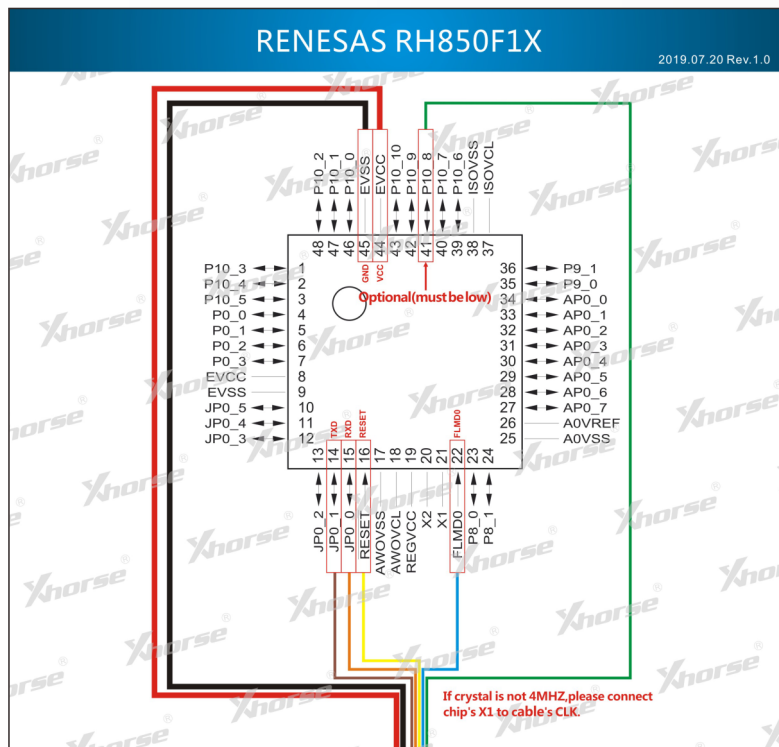 RENESAS RH850F1X
2019.07.20 Rev.1.0
Xhorse®
P10_2
P10_1
P10_0
EVSS
EVCC
P10_10
P10_9
P10_8
P10_7
P10_6
ISOVSS
ISOVCL
48
47
46
45
44
43
42
41
40
39
38
37
GND
VCC
Optional(must be low)
P10_3 1
P10_4 2
P10_5 3
P0_0 4
P0_1 5
P0_2 6
P0_3 7
EVCC 8
EVSS 9
JP0_5 10
JP0_4 11
JP0_3 12
36 P9_1
35 P9_0
34 AP0_0
33 AP0_1
32 AP0_2
31 AP0_3
30 AP0_4
29 AP0_5
28 AP0_6
27 AP0_7
26 A0VREF
25 A0VSS
TXD
RXD
RESET
FLMD0
13
14
15
16
17
18
19
20
21
22
23
24
JP0_2
JP0_1
JP0_0
RESET
AWOVSS
AWOVCL
REGVCC
X2
X1
FLMD0
P8_0
P8_1
If crystal is not 4MHZ,please connect
chip's X1 to cable's CLK.